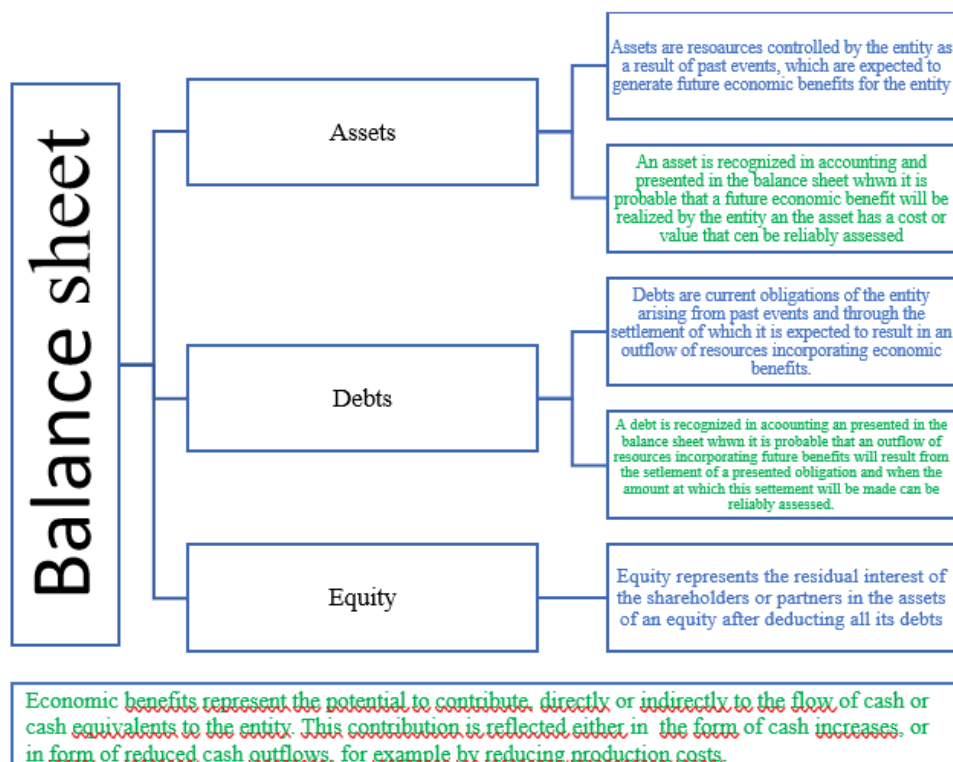 Balance sheet
Assets
Assets are resoaurces controlled by the entity as
a result of past events, which are expected to
generate future economic benefits for the entity
An asset is recognized in accounting and
presented in the balance sheet whwn it is
probable that a future economic benefit will be
realized by the entity an the asset has a cost or
value that cen be reliably assessed
Debts
Debts are current obligations of the entity
arising from past events and through the
settlement of which it is expected to result in an
outflow of resources incorporating economic
benefits.
A debt is recognized in acoounting an presented in the
balance sheet whwn it is probable that an outflow of
resources incorporating future benefits will result from
the setlement of a presented obligation and when the
amount at which this settement will be made can be
reliably assessed.
Equity
Equity represents the residual interest of
the shareholders or partners in the assets
of an equity after deducting all its debts
Economic benefits represent the potential to contribute, directly or indirectly to the flow of cash or
cash equivalents to the entity. This contribution is reflected either in the form of cash increases, or
in form of reduced cash outflows, for example by reducing production costs.